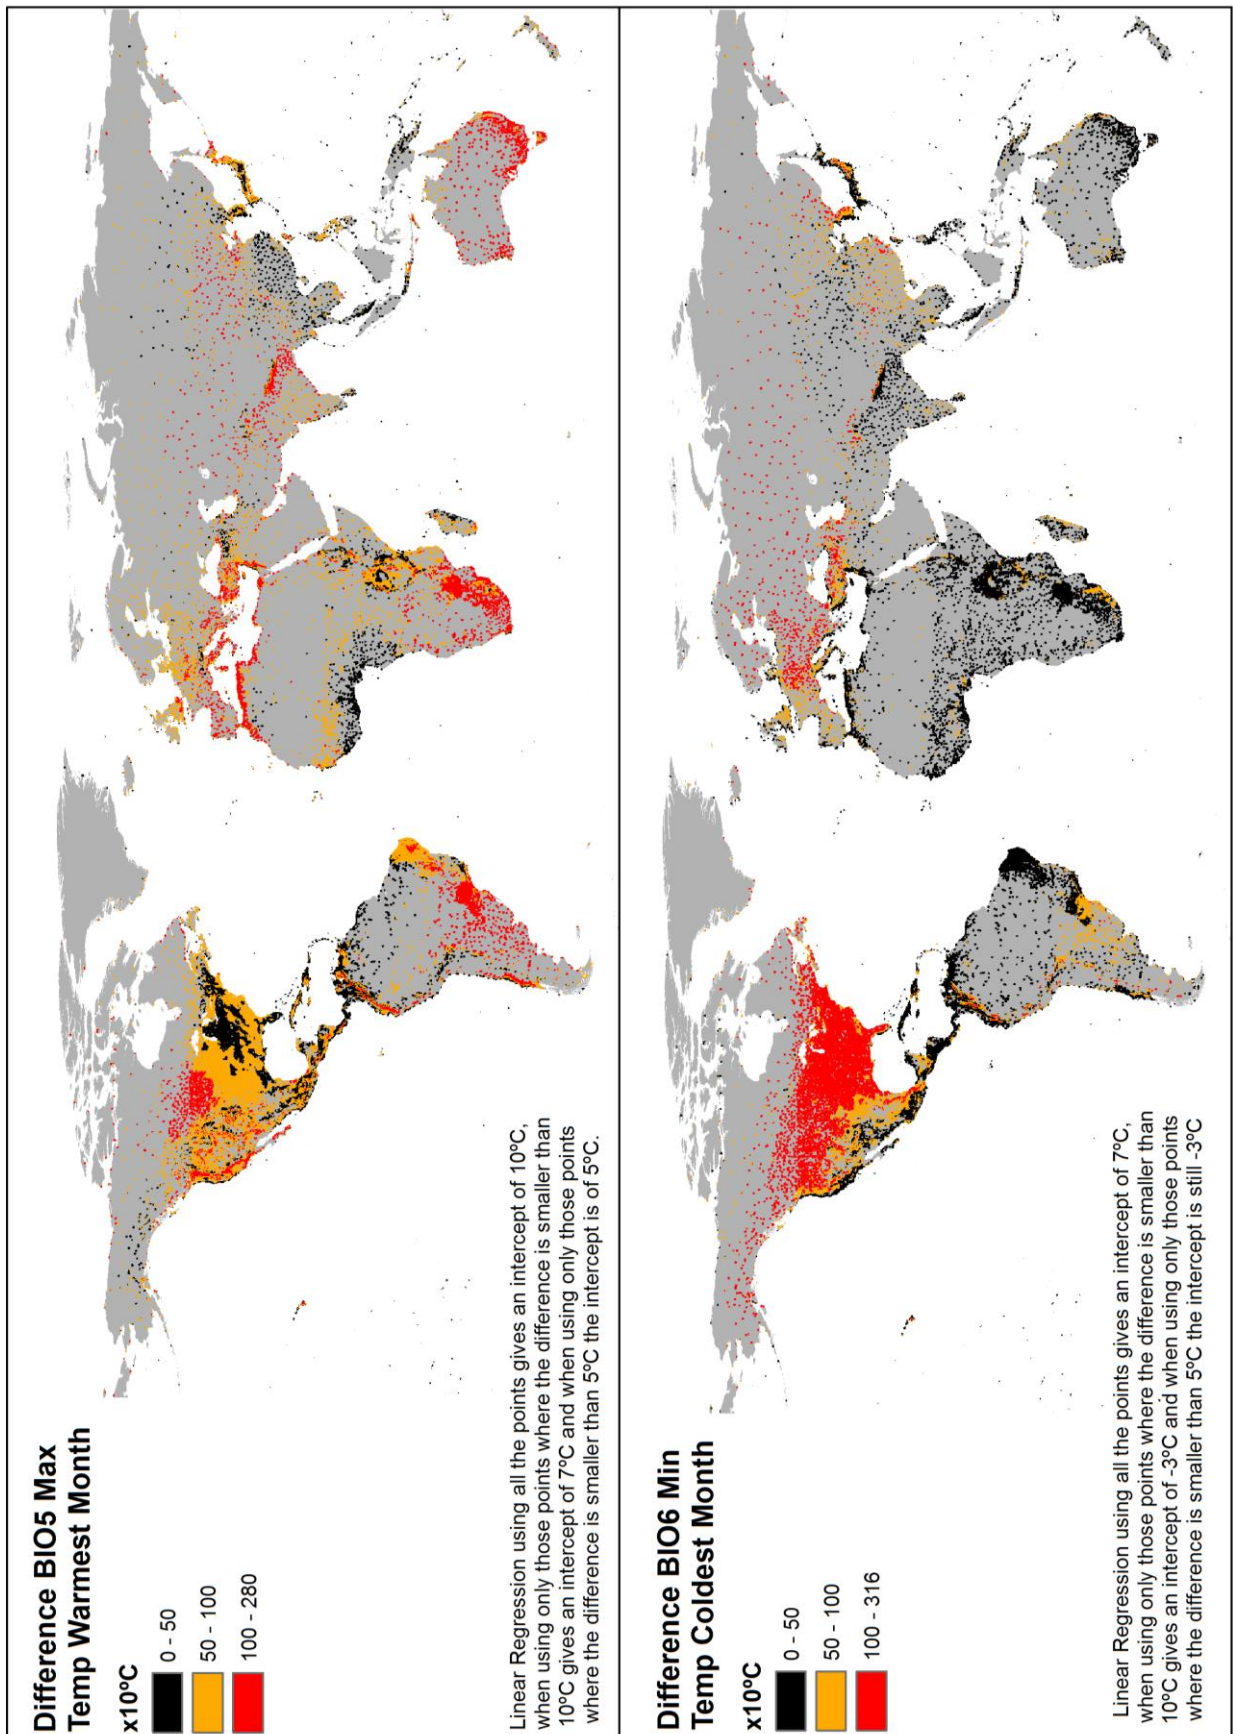 Difference BIO5 Max
Temp Warmest Month
x10ºC
0 - 50
50 - 100
100 - 280
Linear Regression using all the points gives an intercept of 10ºC,
when using only those points where the difference is smaller than
10ºC gives an intercept of 7ºC and when using only those points
where the difference is smaller than 5ºC the intercept is of 5ºC.
Difference BIO6 Min
Temp Coldest Month
x10ºC
0 - 50
50 - 100
100 - 316
Linear Regression using all the points gives an intercept of 7ºC,
when using only those points where the difference is smaller than
10ºC gives an intercept of -3ºC and when using only those points
where the difference is smaller than 5ºC the intercept is still -3ºC